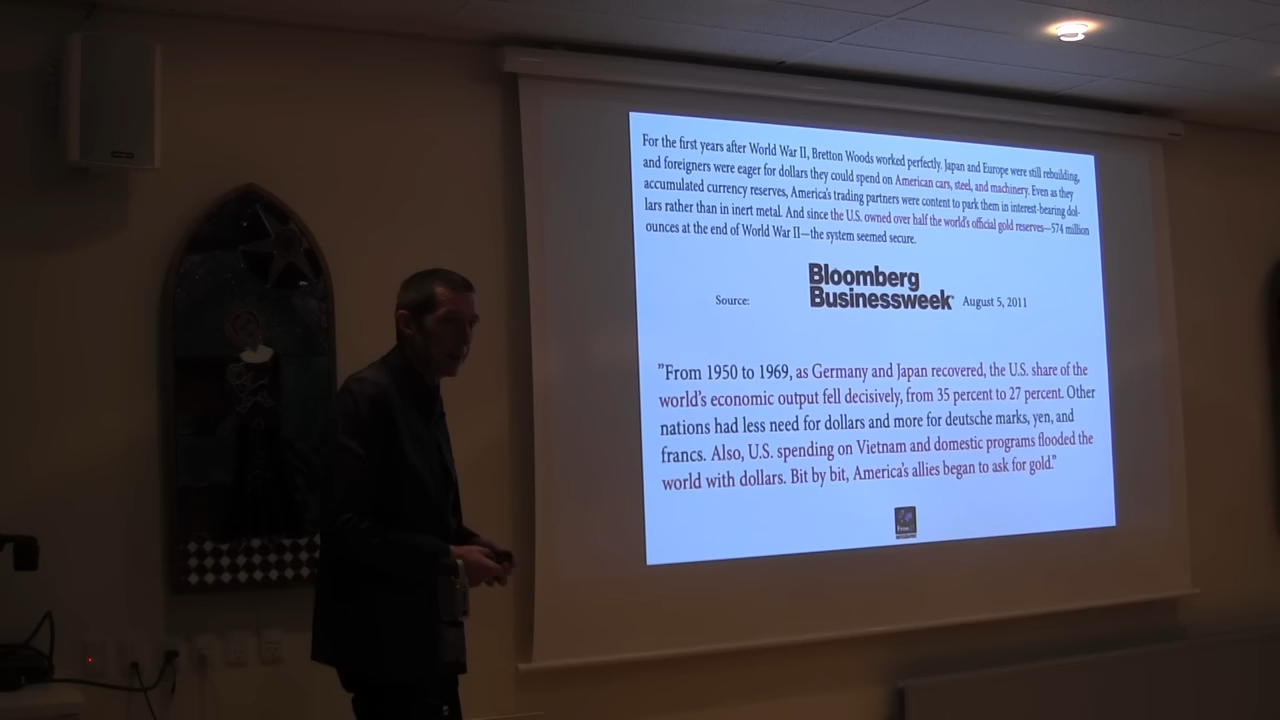 For the first years after World War II, Bretton Woods worked perfectly. Japan and Europe were still rebuilding,
and foreigners were eager for dollars they could spend on American cars, steel, and machinery. Even as they
accumulated currency reserves, America's trading partners were content to park them in interest-bearing dol-
lars rather than in inert metal. And since the U.S. owned over half the world's official gold reserves—574 million
ounces at the end of World War II—the system seemed secure.
Bloomberg
Businessweek
Source:
August 5, 2011
"From 1950 to 1969, as Germany and Japan recovered, the U.S. share of the
world's economic output fell decisively, from 35 percent to 27 percent. Other
nations had less need for dollars and more for deutsche marks, yen, and
francs. Also, U.S. spending on Vietnam and domestic programs flooded the
world with dollars. Bit by bit, America's allies began to ask for gold."